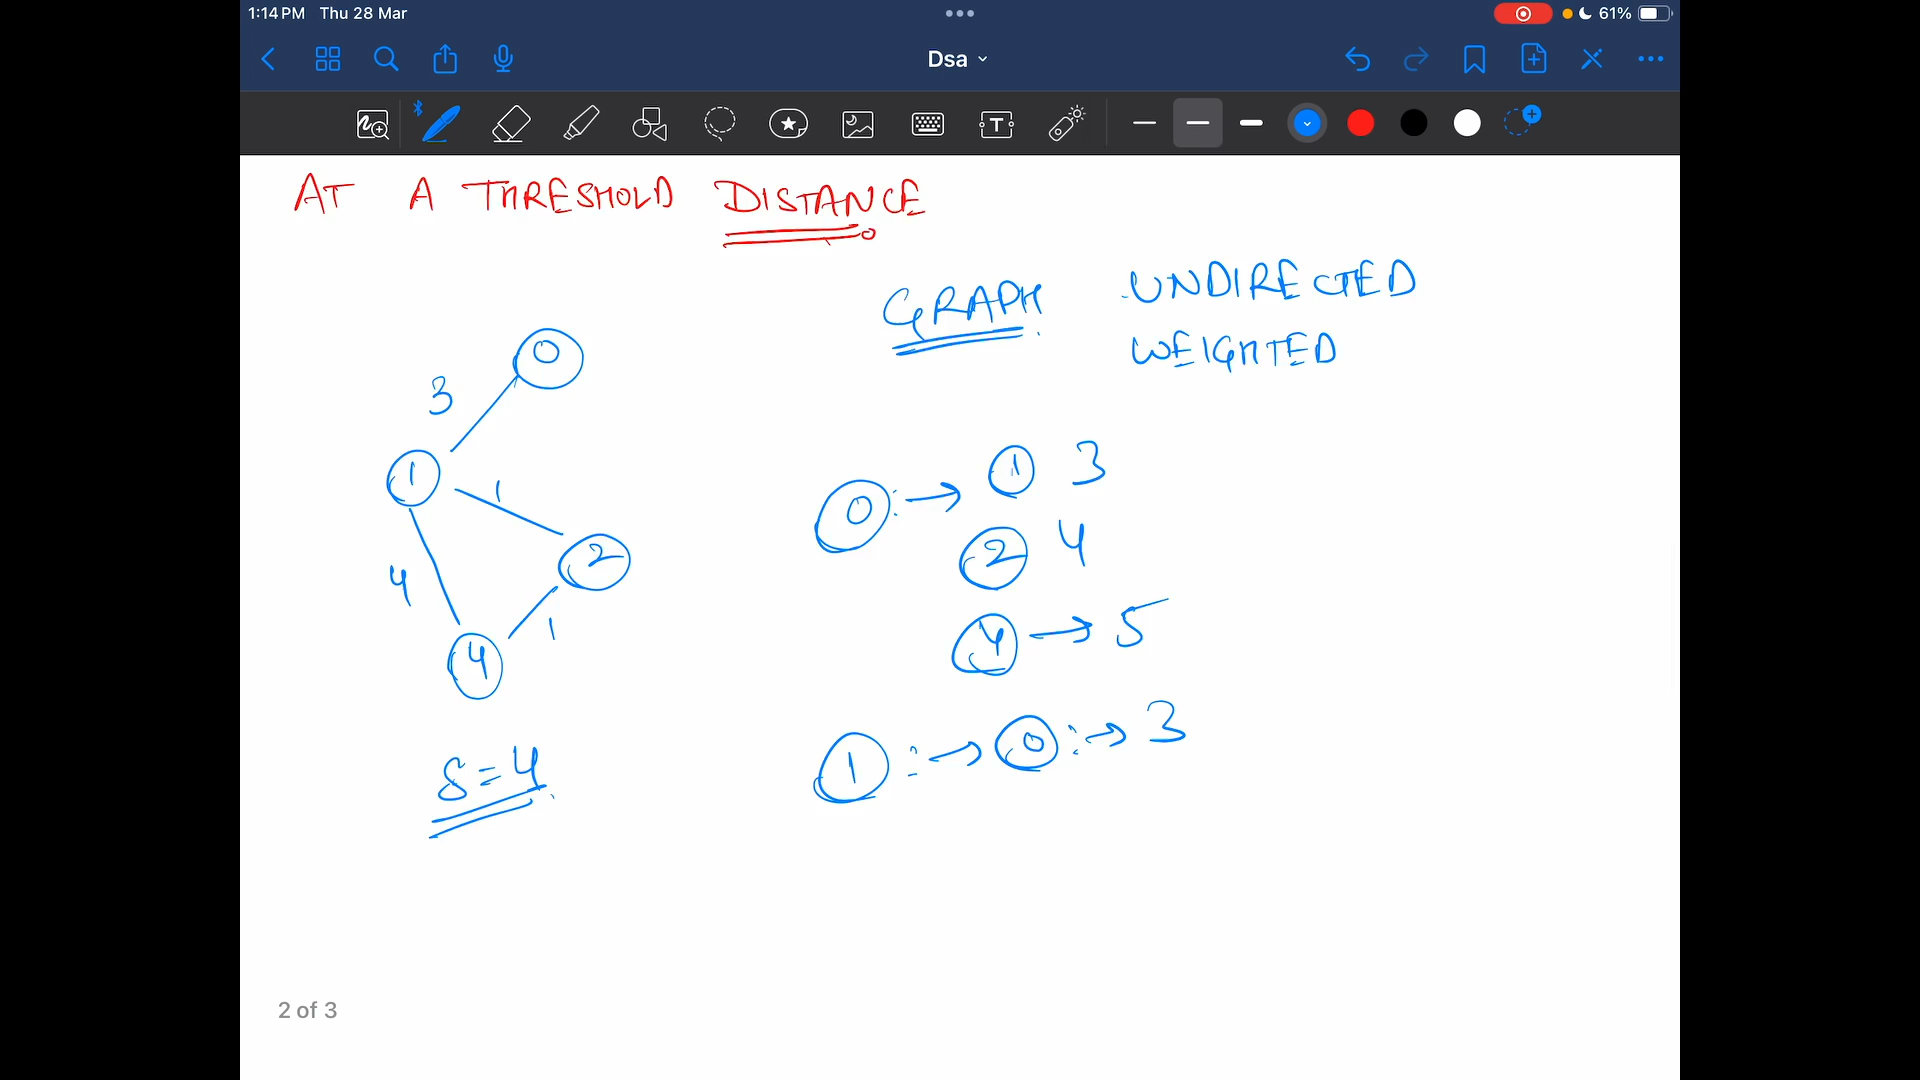 1:14 PM Thu 28 Mar
61%
Dsa
T
AT A THRESHOLD DISTANCE
GRAPH
UNDIRECTED
WEIGHTED
0
3
1
1
2
4
1
4
0 : → 1 3
2 4
4 → 5
1 : → 0 : → 3
δ = 4
2 of 3